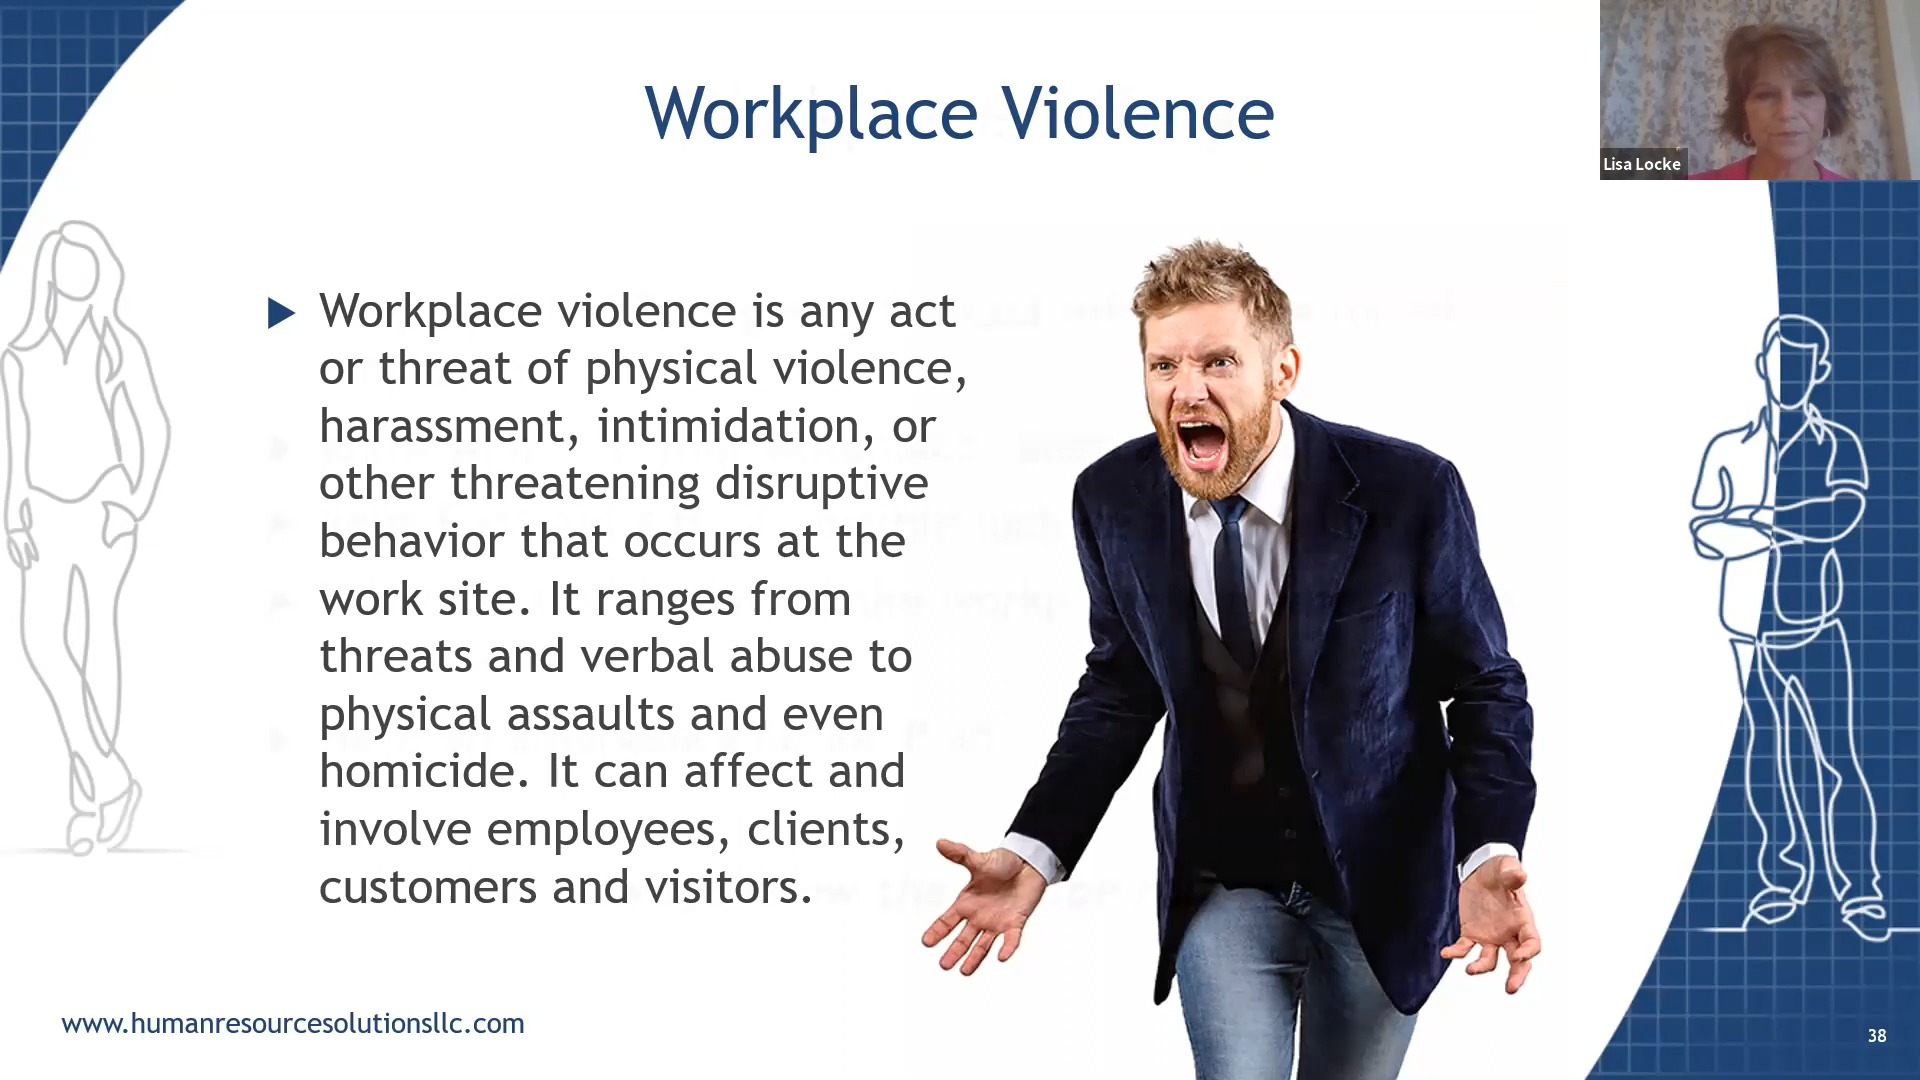 Workplace Violence
Lisa Locke
Workplace violence is any act
or threat of physical violence,
harassment, intimidation, or
other threatening disruptive
behavior that occurs at the
work site. It ranges from
threats and verbal abuse to
physical assaults and even
homicide. It can affect and
involve employees, clients,
customers and visitors.
www.humanresourcesolutionsllc.com
38